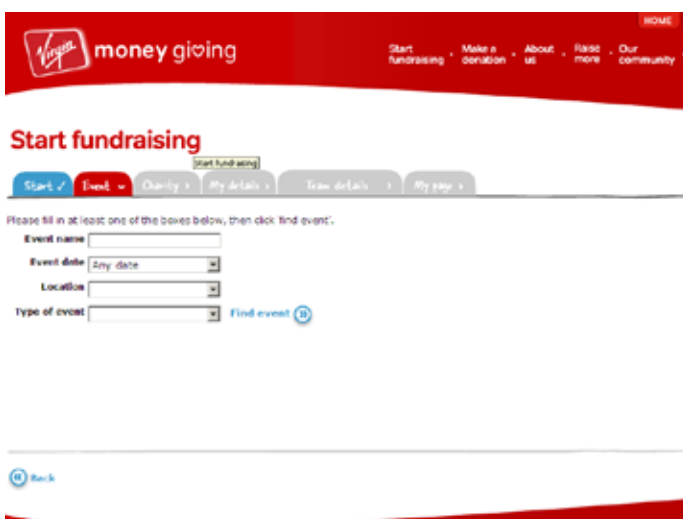 HOME
Virgin money giving
Start fundraising
Make a donation
About us
Raise more
Our community
Start fundraising
Start fundraising
Start
Event
Charity
My details
Team details
My page
Please fill in at least one of the boxes below, then click 'find event'.
Event name
Event date Any date
Location
Type of event Find event
Back